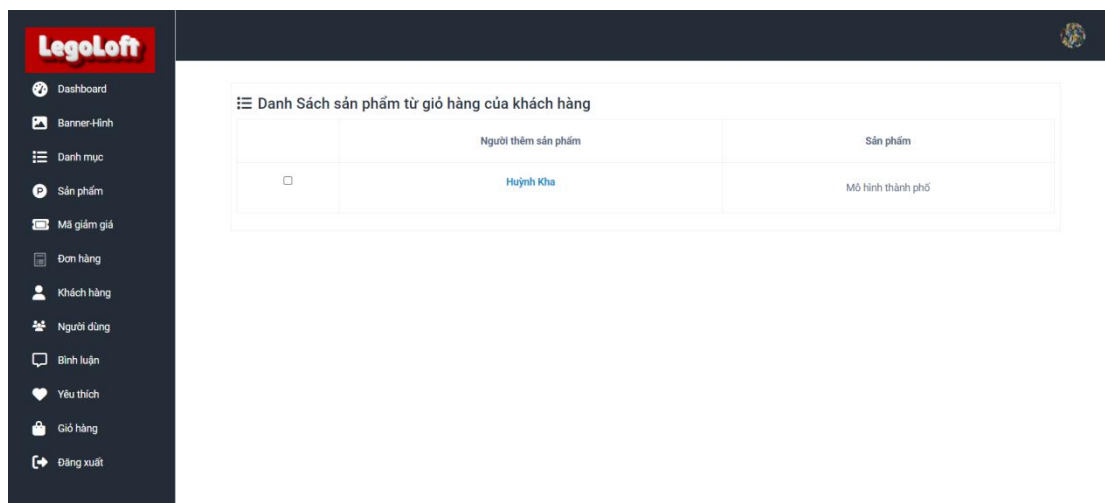 LegoLoft
Dashboard
Banner-Hình
Danh mục
Sản phẩm
Mã giảm giá
Đơn hàng
Khách hàng
Người dùng
Bình luận
Yêu thích
Giỏ hàng
Đăng xuất
Danh Sách sản phẩm từ giỏ hàng của khách hàng
Người thêm sản phẩm Sản phẩm
Huỳnh Kha Mô hình thành phố